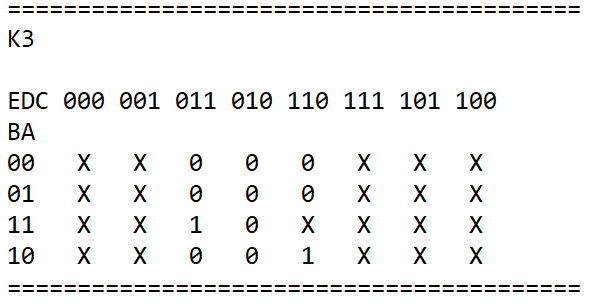 =========================================
K3
EDC 000 001 011 010 110 111 101 100
BA
00 X X 0 0 0 X X X
01 X X 0 0 0 X X X
11 X X 1 0 X X X X
10 X X 0 0 1 X X X
=========================================